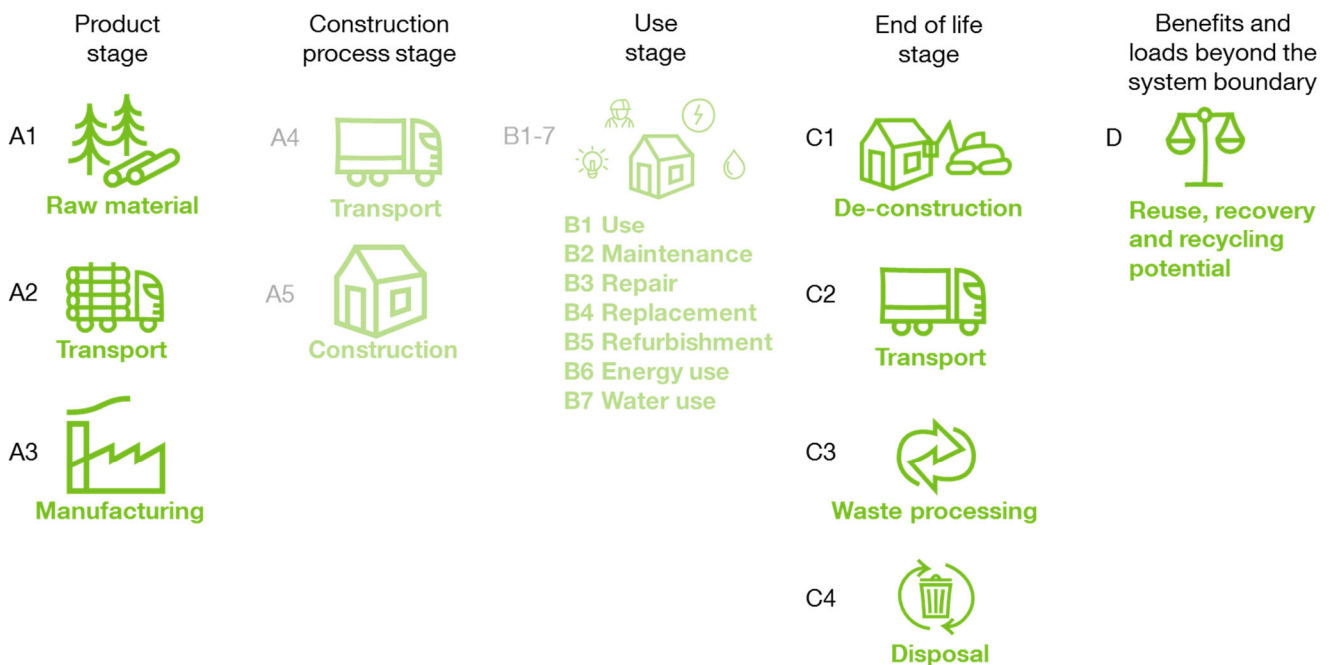 Product
stage
A1
Raw material
A2
Transport
A3
Manufacturing
Construction
process stage
A4
Transport
A5
Construction
Use
stage
B1-7
B1 Use
B2 Maintenance
B3 Repair
B4 Replacement
B5 Refurbishment
B6 Energy use
B7 Water use
End of life
stage
C1
De-construction
C2
Transport
C3
Waste processing
C4
Disposal
Benefits and
loads beyond the
system boundary
D
Reuse, recovery
and recycling
potential